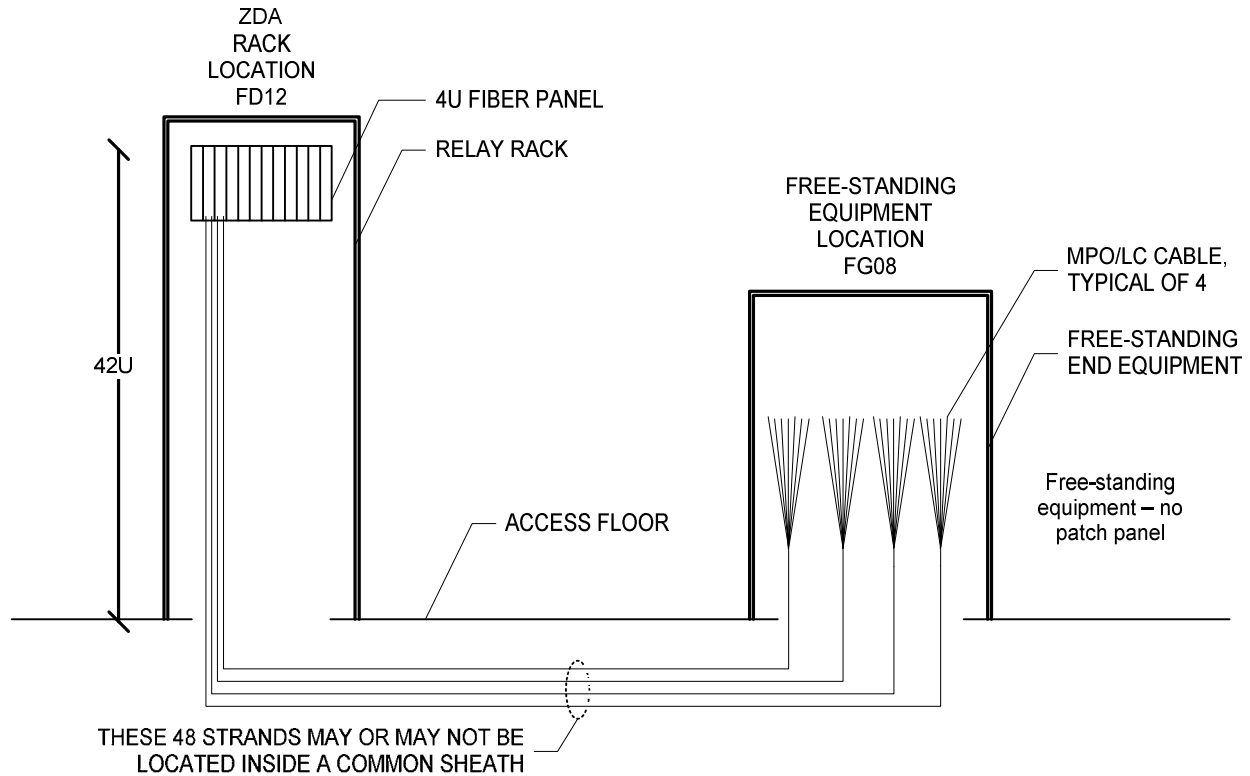 ZDA
RACK
LOCATION
FD12
4U FIBER PANEL
RELAY RACK
FREE-STANDING
EQUIPMENT
LOCATION
FG08
MPO/LC CABLE,
TYPICAL OF 4
FREE-STANDING
END EQUIPMENT
42U
Free-standing
equipment – no
patch panel
ACCESS FLOOR
THESE 48 STRANDS MAY OR MAY NOT BE
LOCATED INSIDE A COMMON SHEATH